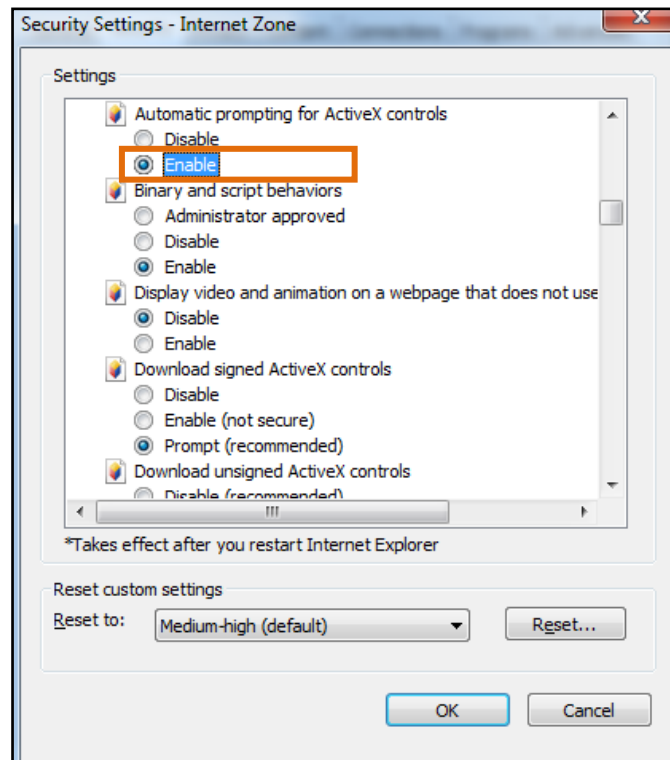 Security Settings - Internet Zone
Settings
Automatic prompting for ActiveX controls
Disable
Enable
Binary and script behaviors
Administrator approved
Disable
Enable
Display video and animation on a webpage that does not use
Disable
Enable
Download signed ActiveX controls
Disable
Enable (not secure)
Prompt (recommended)
Download unsigned ActiveX controls
Disable (recommended)
*Takes effect after you restart Internet Explorer
Reset custom settings
Reset to:
Medium-high (default)
Reset...
OK
Cancel